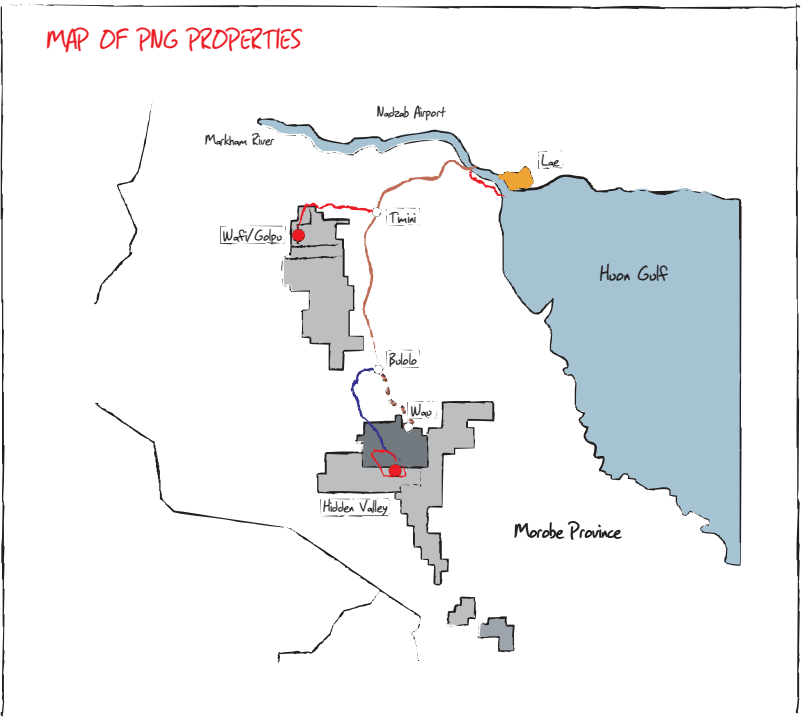 MAP OF PNG PROPERTIES
Nadzab Airport
Markham River
Lae
Timini
Wafi/Golpu
Huon Gulf
Bulolo
Wau
Hidden Valley
Morobe Province